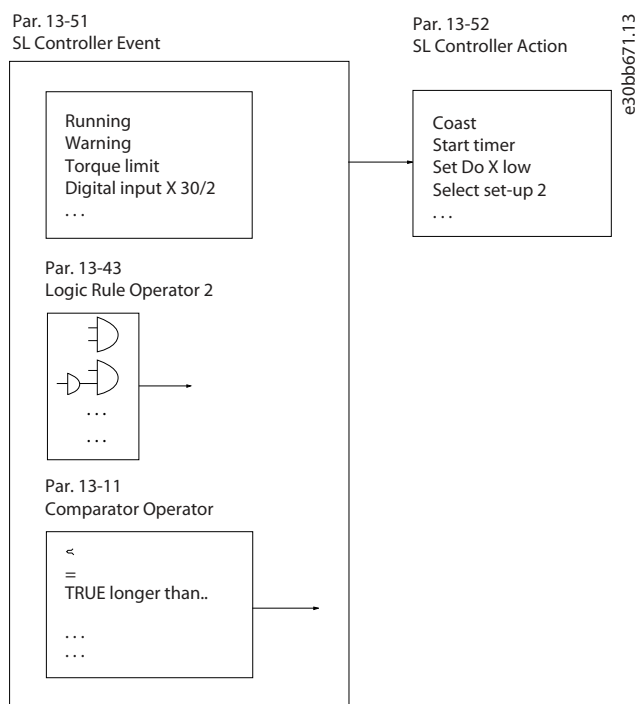 Par. 13-51
SL Controller Event
Par. 13-52
SL Controller Action
e30bb671.13
Running
Warning
Torque limit
Digital input X 30/2
. . .
Coast
Start timer
Set Do X low
Select set-up 2
. . .
Par. 13-43
Logic Rule Operator 2
. . .
. . .
Par. 13-11
Comparator Operator
<
=
TRUE longer than..
. . .
. . .